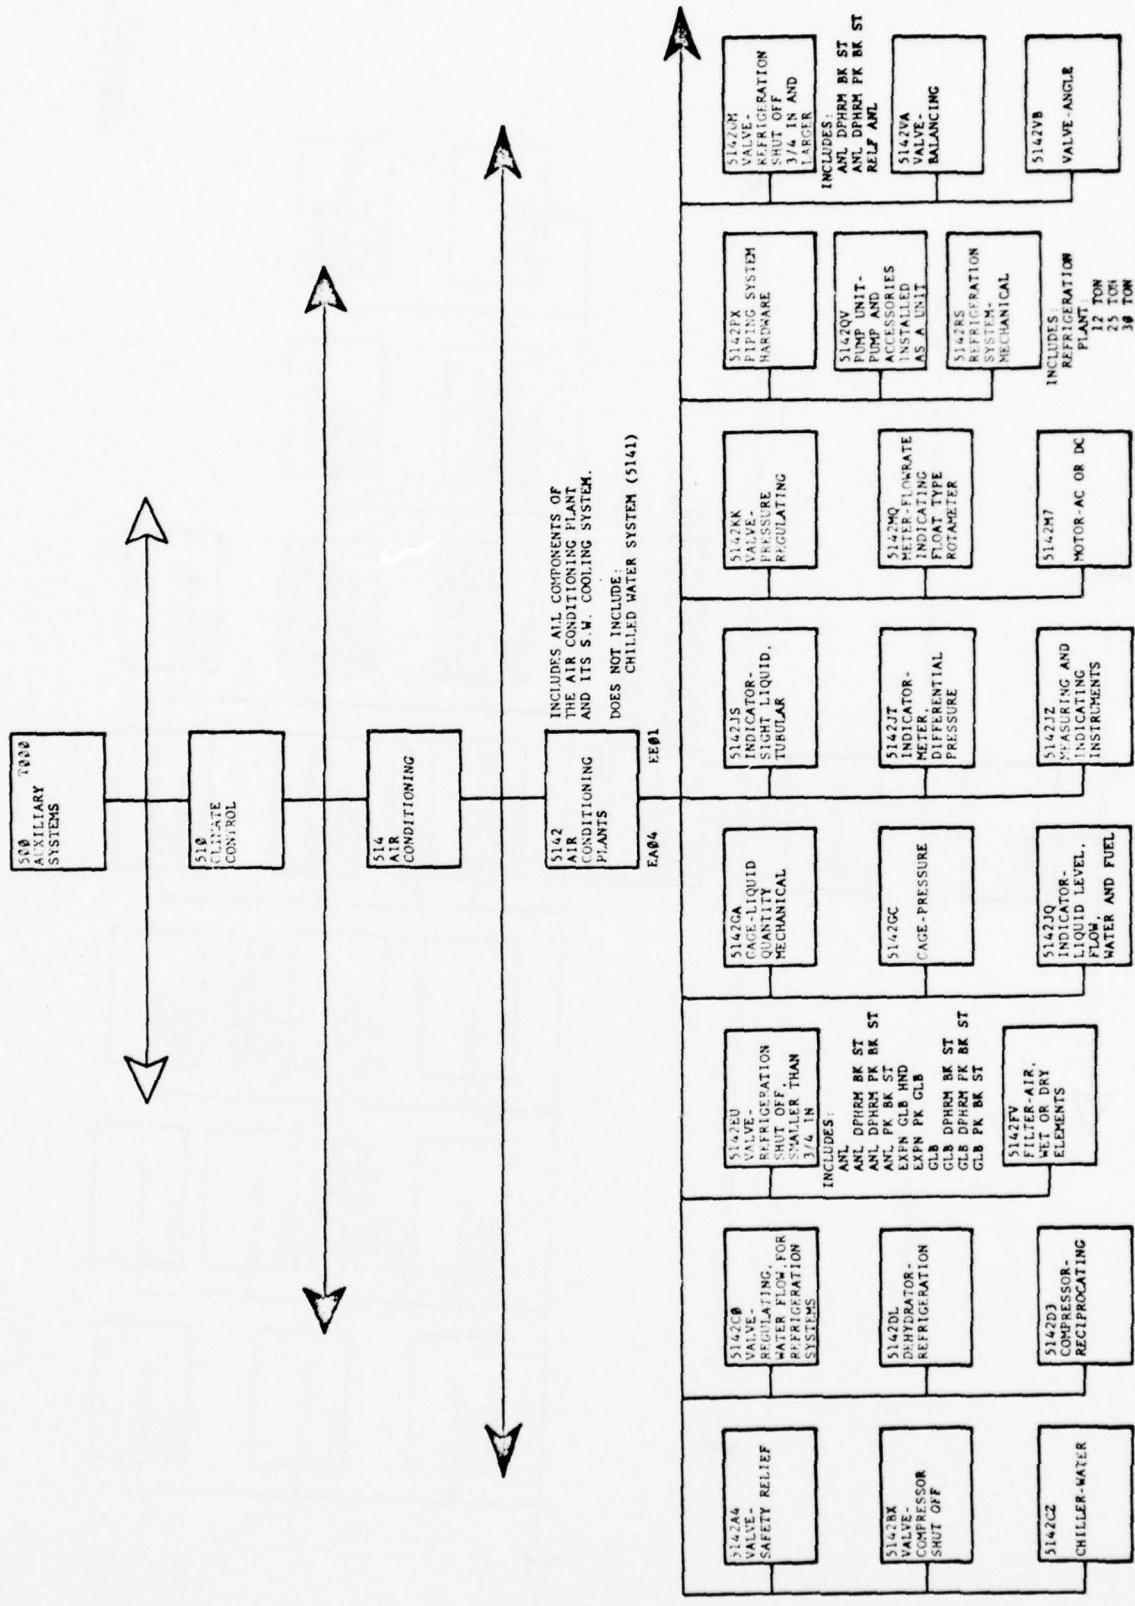 500 T000
AUXILIARY
SYSTEMS
510
CLIMATE
CONTROL
514
AIR
CONDITIONING
5142
AIR
CONDITIONING
PLANTS
EA04 EE01
INCLUDES ALL COMPONENTS OF
THE AIR CONDITIONING PLANT
AND ITS S.W. COOLING SYSTEM.
DOES NOT INCLUDE:
CHILLED WATER SYSTEM (5141)
5142A4
VALVE-
SAFETY RELIEF
5142BX
VALVE-
COMPRESSOR
SHUT OFF
5142CZ
CHILLER-WATER
5142C0
VALVE-
REGULATING,
WATER FLOW, FOR
REFRIGERATION
SYSTEMS
5142DL
DEHYDRATOR-
REFRIGERATION
5142D3
COMPRESSOR-
RECIPROCATING
5142EU
VALVE-
REFRIGERATION
SHUT OFF,
SMALLER THAN
3/4 IN
INCLUDES:
ANL
ANL DPHRM BK ST
ANL DPHRM PK BK ST
ANL PK BK ST
EXPN GLB HND
EXPN PK GLB
GLB
GLB DPHRM BK ST
GLB DPHRM PK BK ST
GLB PK BK ST
5142FV
FILTER-AIR,
WET OR DRY
ELEMENTS
5142GA
GAGE-LIQUID
QUANTITY
MECHANICAL
5142GC
GAGE-PRESSURE
5142JQ
INDICATOR-
LIQUID LEVEL,
FLOW,
WATER AND FUEL
5142JS
INDICATOR-
SIGHT LIQUID,
TUBULAR
5142JT
INDICATOR-
METER,
DIFFERENTIAL
PRESSURE
5142JZ
MEASURING AND
INDICATING
INSTRUMENTS
5142KK
VALVE-
PRESSURE
REGULATING
5142MQ
METER-FLOWRATE
INDICATING
FLOAT TYPE
ROTAMETER
5142M7
MOTOR-AC OR DC
5142PX
PIPING SYSTEM
HARDWARE
5142QV
PUMP UNIT-
PUMP AND
ACCESSORIES
INSTALLED
AS A UNIT
5142RS
REFRIGERATION
SYSTEM-
MECHANICAL
INCLUDES:
REFRIGERATION
PLANT:
12 TON
25 TON
30 TON
VALVE-
REFRIGERATION
SHUT OFF
3/4 IN AND
LARGER
INCLUDES:
ANL DPHRM BK ST
ANL DPHRM PK BK ST
RELF ANL
5142VA
VALVE-
BALANCING
5142VB
VALVE-ANGLE